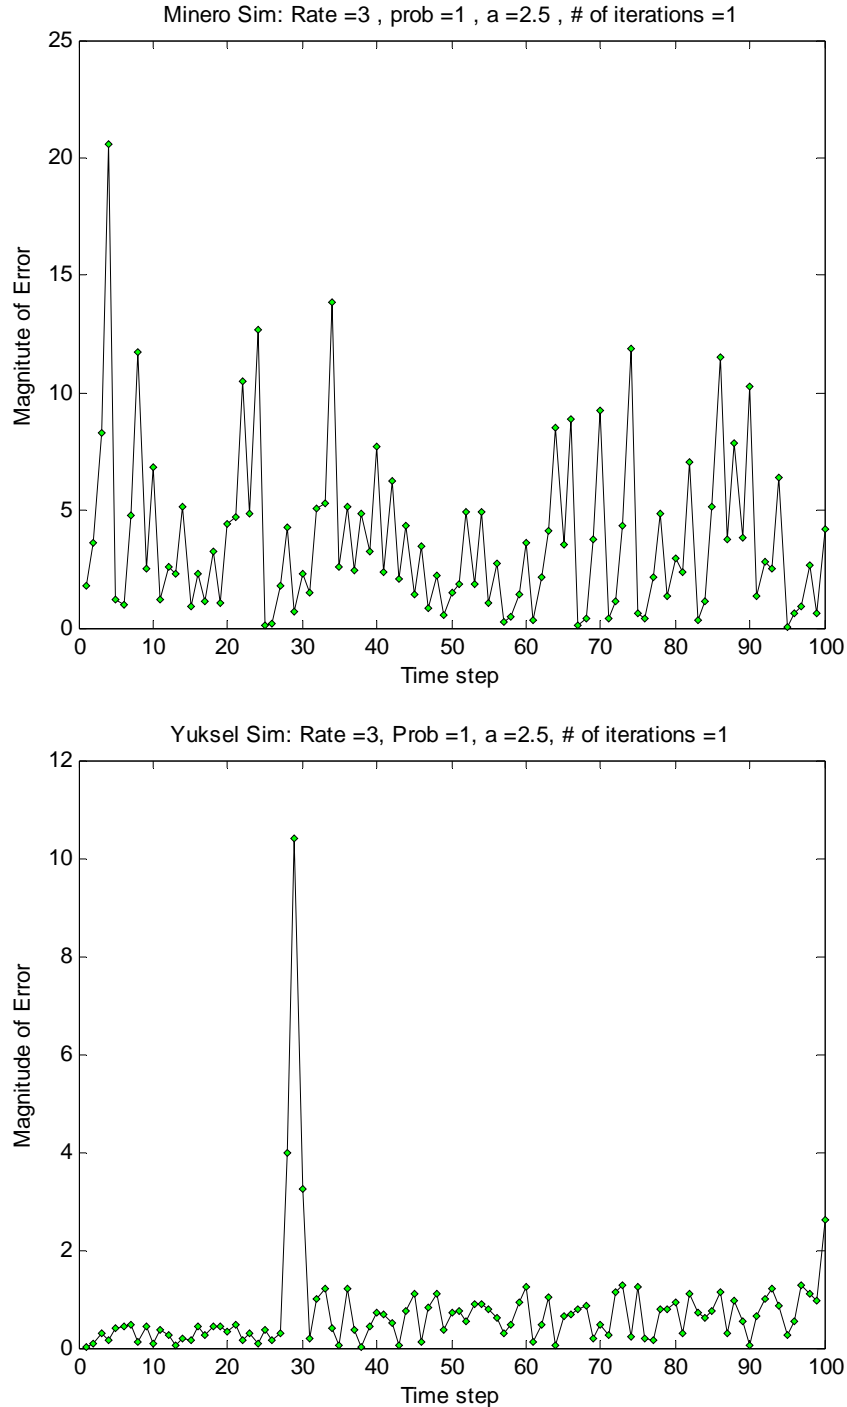 Minero Sim: Rate =3 , prob =1 , a =2.5 , # of iterations =1
25
20
15
10
5
0
Magnitute of Error
0 10 20 30 40 50 60 70 80 90 100
Time step
Yuksel Sim: Rate =3, Prob =1, a =2.5, # of iterations =1
12
10
8
6
4
2
0
Magnitude of Error
0 10 20 30 40 50 60 70 80 90 100
Time step